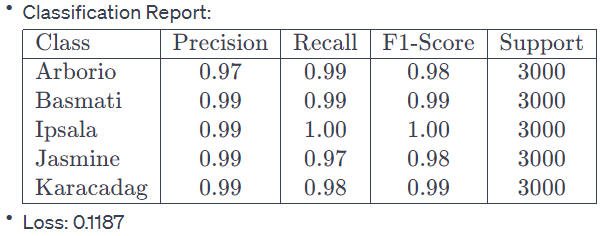 • Classification Report:
Class Precision Recall F1-Score Support
Arborio 0.97 0.99 0.98 3000
Basmati 0.99 0.99 0.99 3000
Ipsala 0.99 1.00 1.00 3000
Jasmine 0.99 0.97 0.98 3000
Karacadag 0.99 0.98 0.99 3000
• Loss: 0.1187